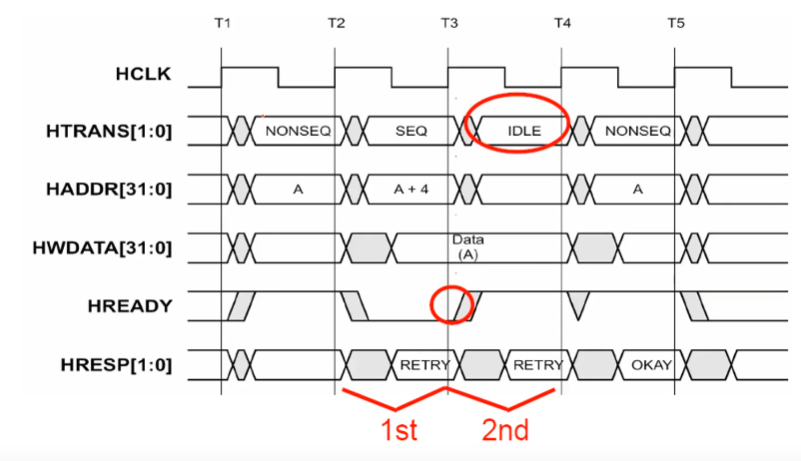 T1 T2 T3 T4 T5
HCLK
HTRANS[1:0] NONSEQ SEQ IDLE NONSEQ
HADDR[31:0] A A + 4 A
HWDATA[31:0] Data
(A)
HREADY
HRESP[1:0] RETRY RETRY OKAY
1st 2nd